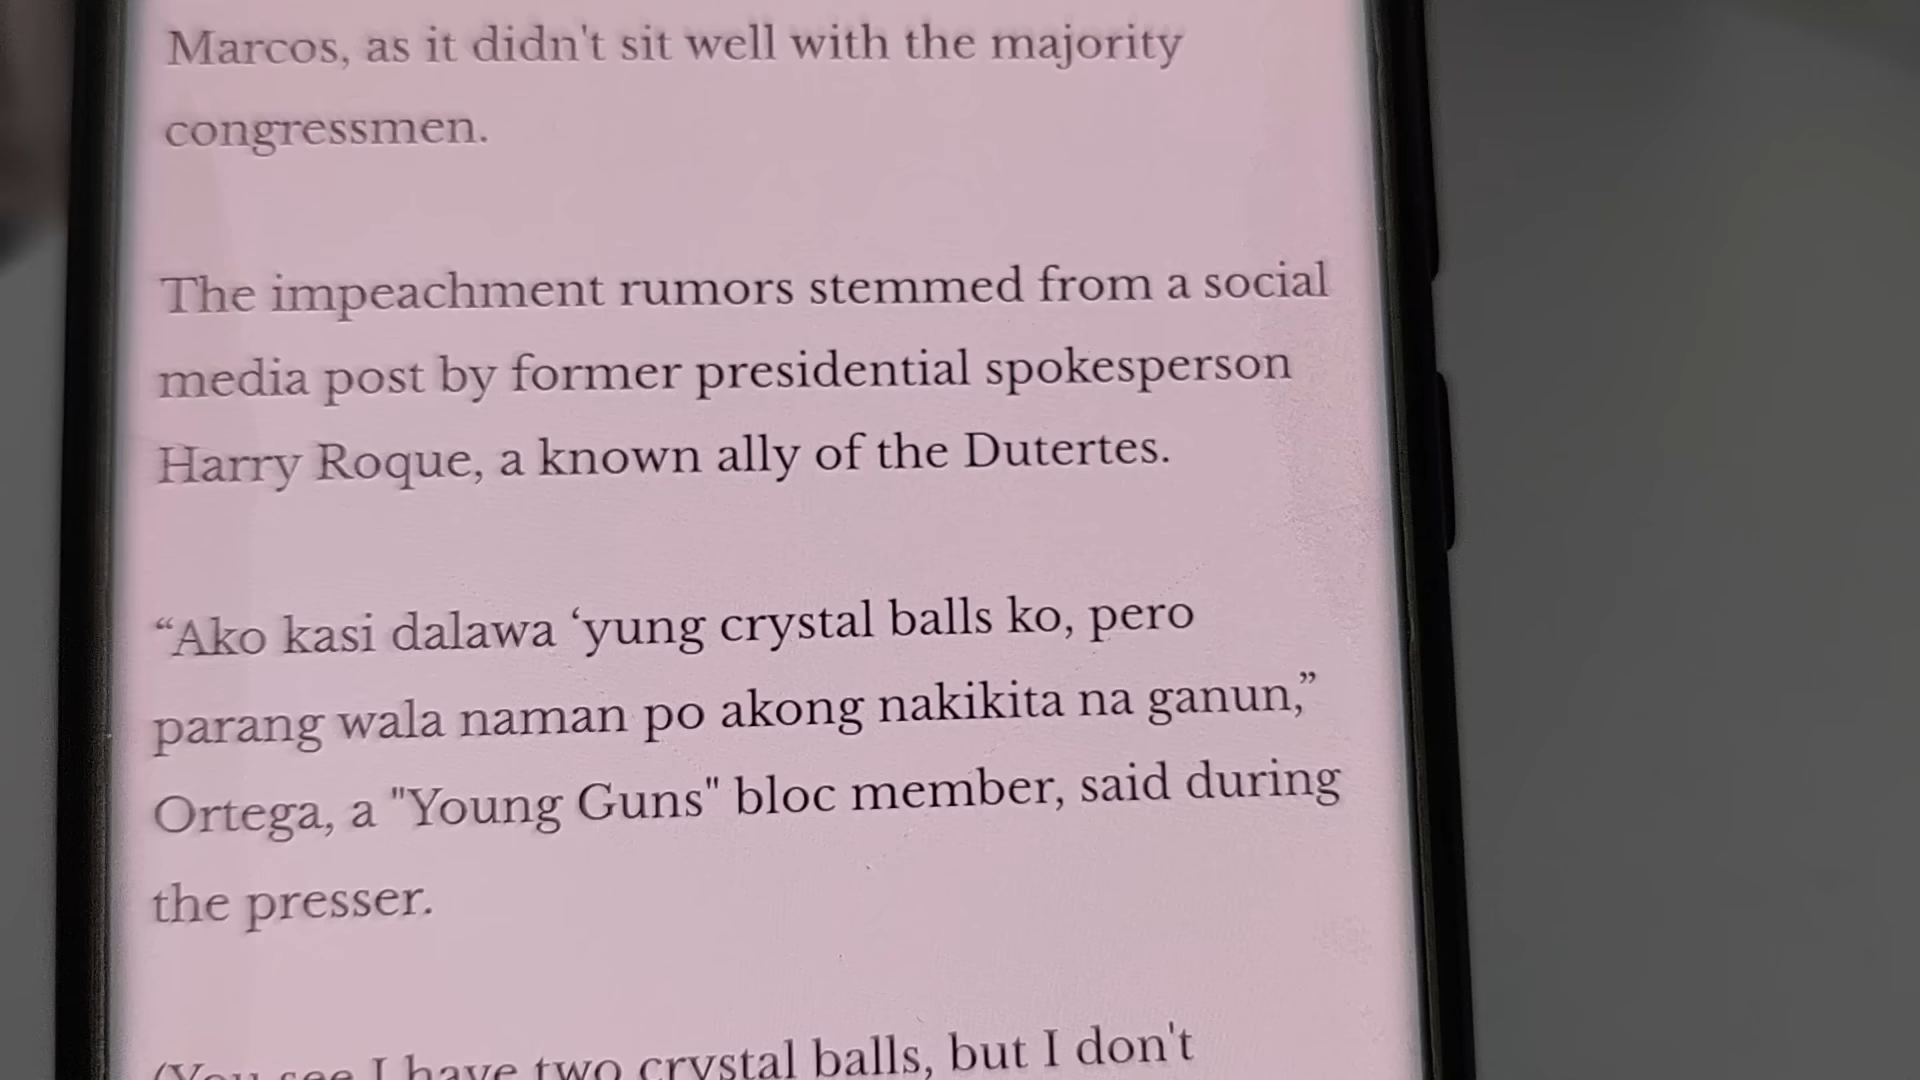 Marcos, as it didn't sit well with the majority
congressmen.
The impeachment rumors stemmed from a social
media post by former presidential spokesperson
Harry Roque, a known ally of the Dutertes.
“Ako kasi dalawa ‘yung crystal balls ko, pero
parang wala naman po akong nakikita na ganun,”
Ortega, a "Young Guns" bloc member, said during
the presser.
(You see I have two crystal balls, but I don't